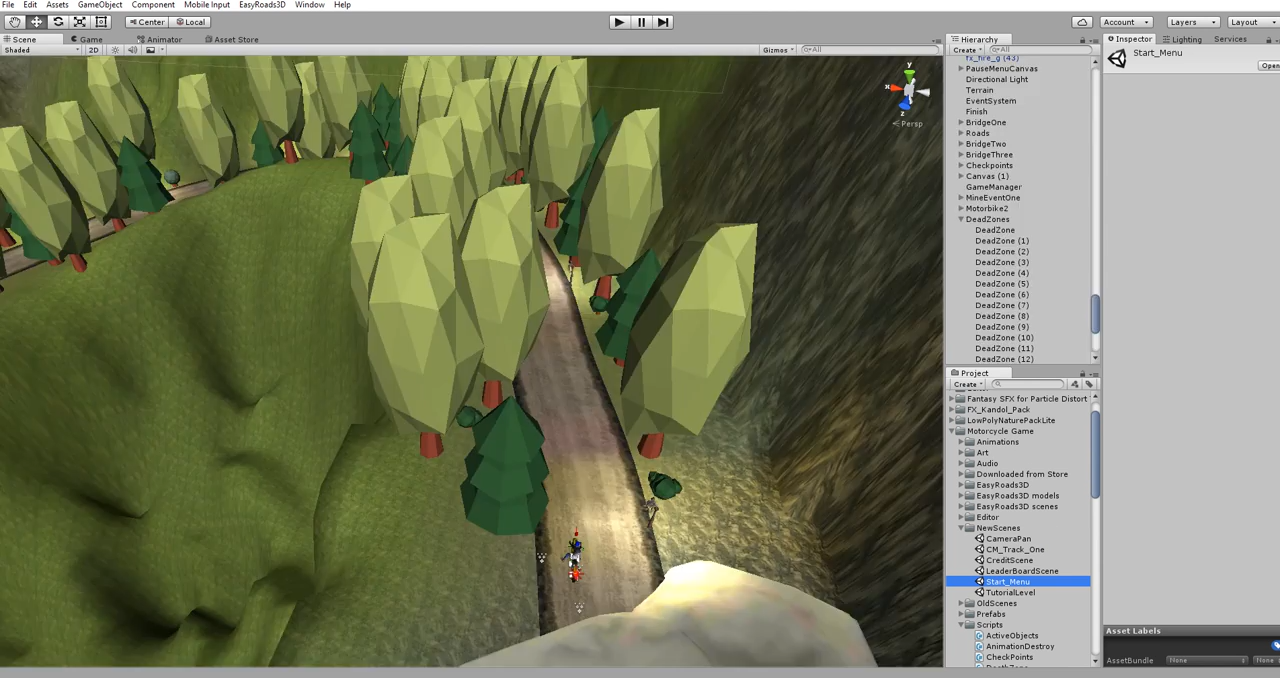 File Edit Assets GameObject Component Mobile Input EasyRoads3D Window Help
Center Local Account Layers Layout
Scene Game Animator Asset Store
Shaded 2D Gizmos All
y
x
z
Persp
Hierarchy
Create All
fx_fire_g (43)
PauseMenuCanvas
Directional Light
Terrain
EventSystem
Finish
BridgeOne
Roads
BridgeTwo
BridgeThree
Checkpoints
Canvas (1)
GameManager
MineEventOne
Motorbike2
DeadZones
DeadZone
DeadZone (1)
DeadZone (2)
DeadZone (3)
DeadZone (4)
DeadZone (5)
DeadZone (6)
DeadZone (7)
DeadZone (8)
DeadZone (9)
DeadZone (10)
DeadZone (11)
DeadZone (12)
Project
Create
Fantasy SFX for Particle Distort
FX_Kandol_Pack
LowPolyNaturePackLite
Motorcycle Game
Animations
Art
Audio
Downloaded from Store
EasyRoads3D
EasyRoads3D models
EasyRoads3D scenes
Editor
NewScenes
CameraPan
CM_Track_One
CreditScene
LeaderBoardScene
Start_Menu
TutorialLevel
OldScenes
Prefabs
Scripts
ActiveObjects
AnimationDestroy
CheckPoints
Inspector Lighting Services
Start_Menu
Open
Asset Labels
AssetBundle None None